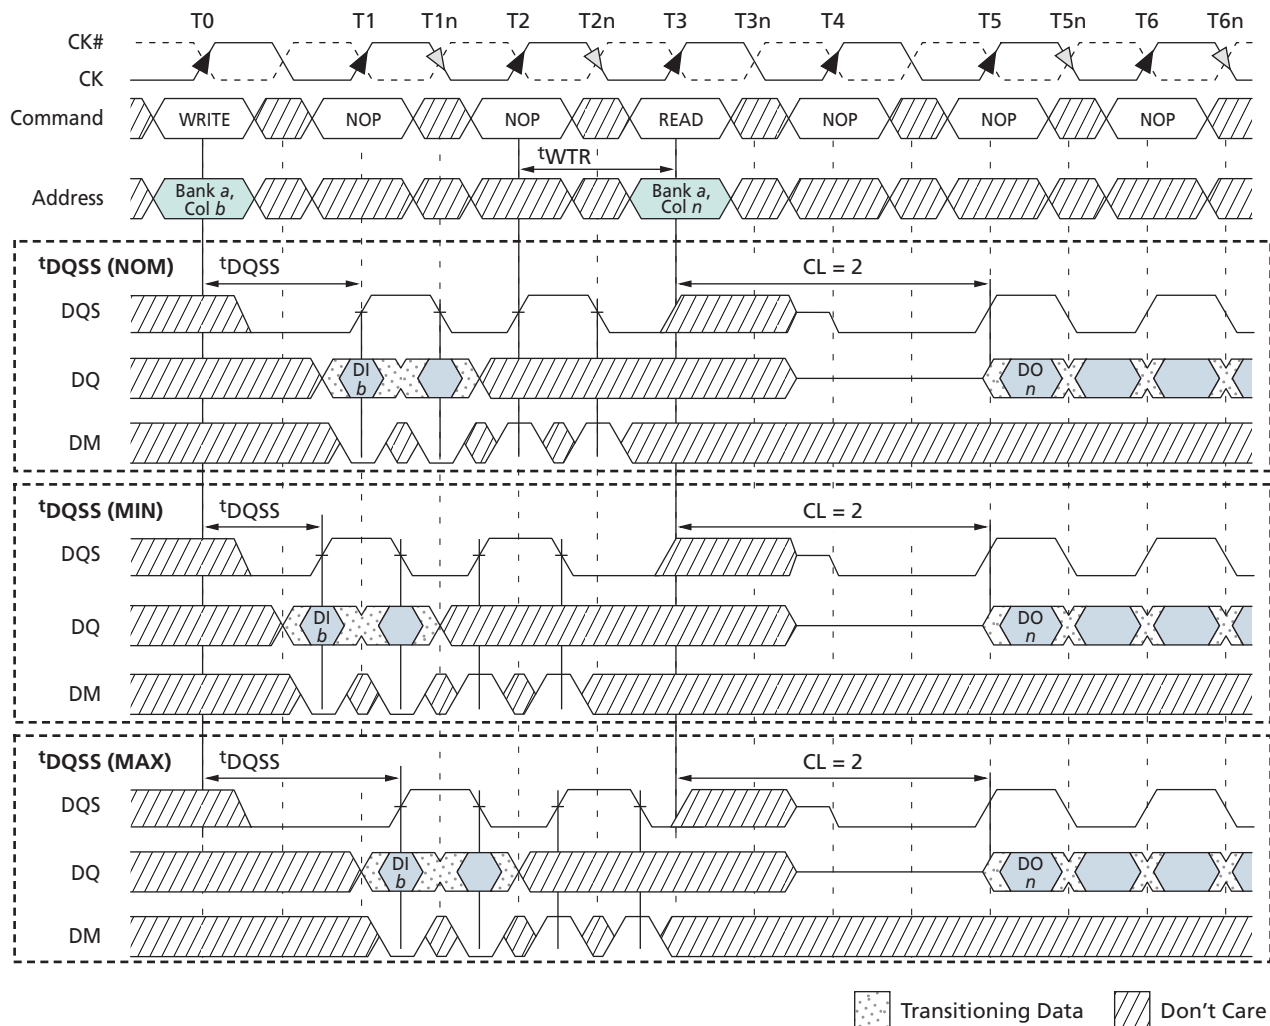 T0 T1 T1n T2 T2n T3 T3n T4 T5 T5n T6 T6n
CK#
CK
Command WRITE NOP NOP READ NOP NOP NOP
tWTR
Address Bank a, Col b Bank a, Col n
tDQSS (NOM) tDQSS CL = 2
DQS
DQ DI b DO n
DM
tDQSS (MIN) tDQSS CL = 2
DQS
DQ DI b DO n
DM
tDQSS (MAX) tDQSS CL = 2
DQS
DQ DI b DO n
DM
Transitioning Data Don't Care